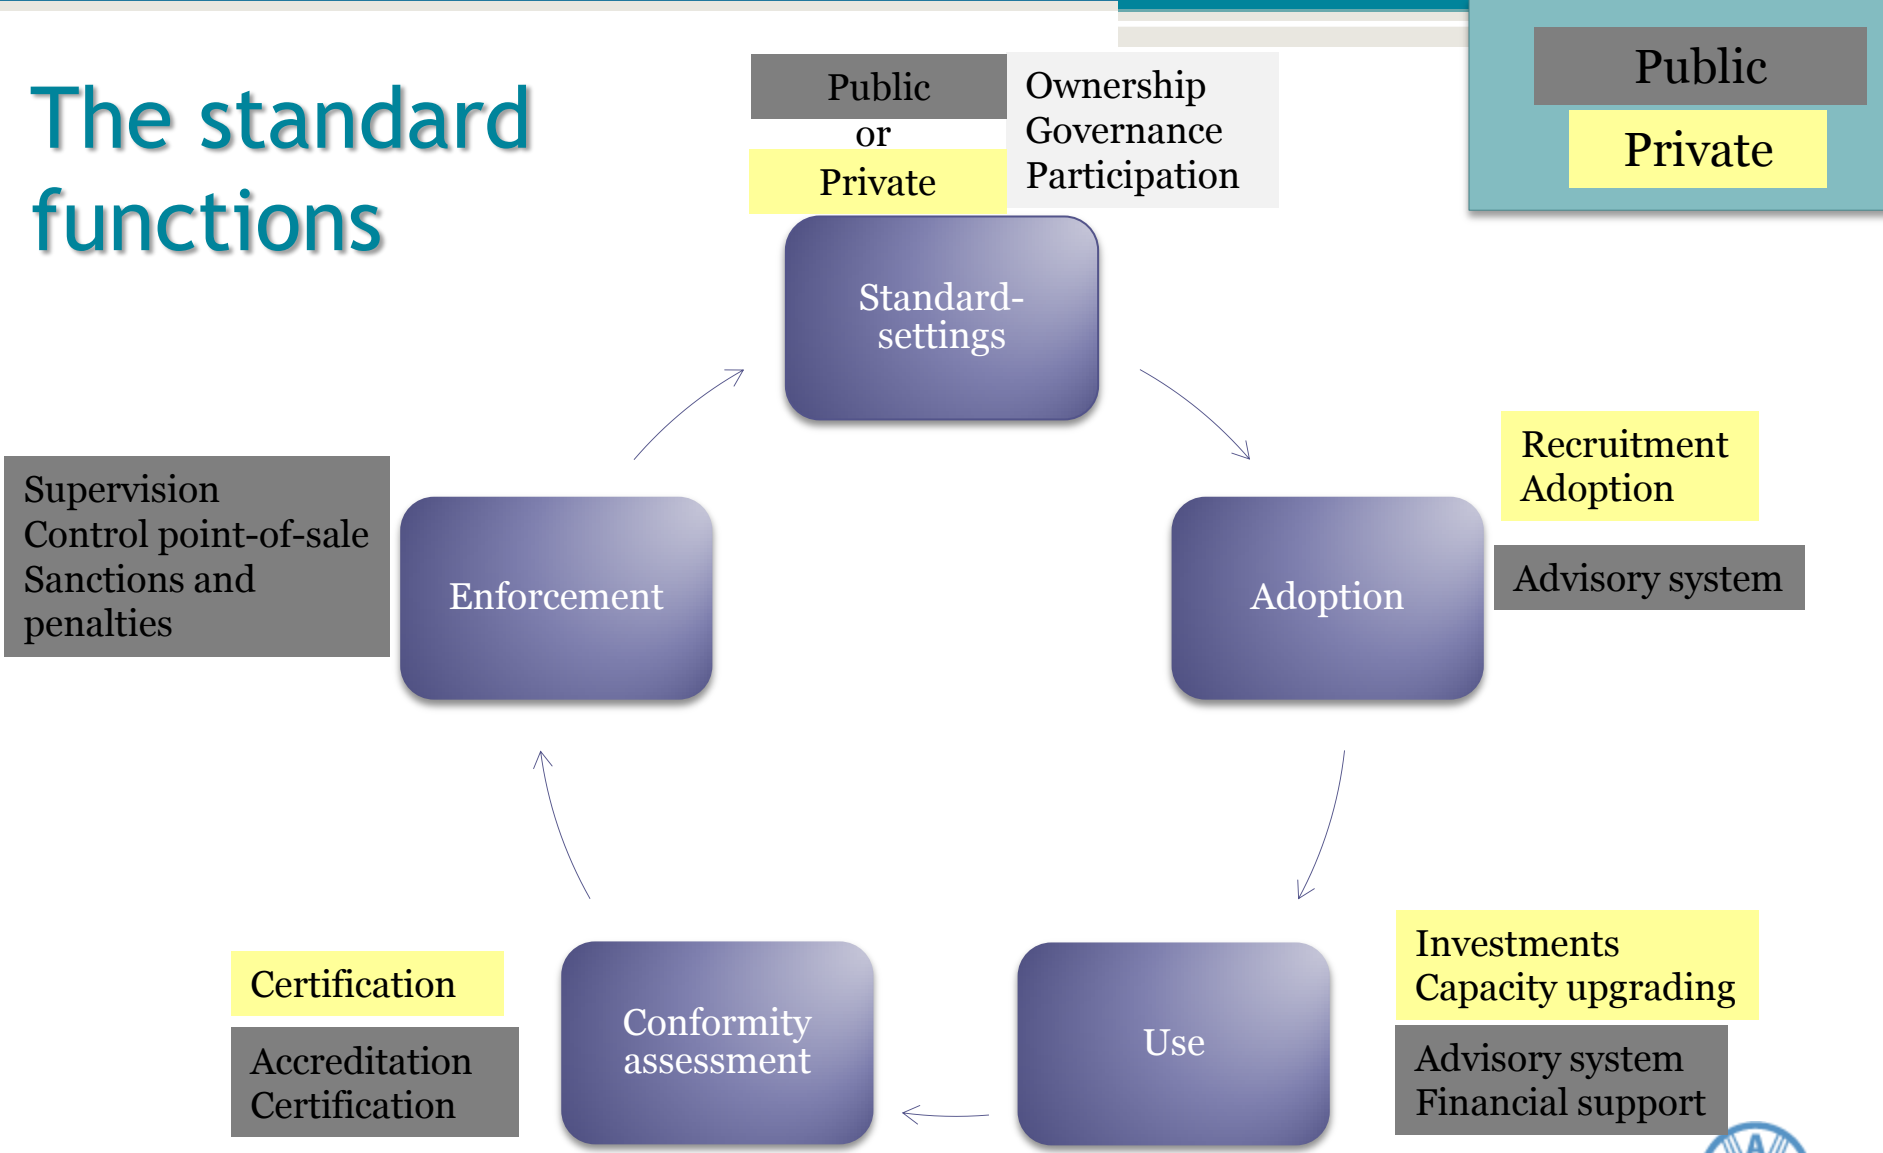 The standard
functions
Public
or
Private
Ownership
Governance
Participation
Public
Private
Standard-
settings
Recruitment
Adoption
Advisory system
Adoption
Supervision
Control point-of-sale
Sanctions and
penalties
Enforcement
Investments
Capacity upgrading
Advisory system
Financial support
Use
Conformity
assessment
Certification
Accreditation
Certification
A